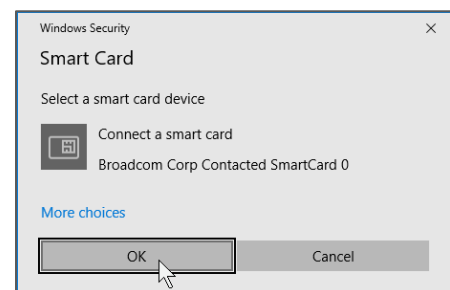 Windows Security
Smart Card
Select a smart card device
Connect a smart card
Broadcom Corp Contacted SmartCard 0
More choices
OK Cancel